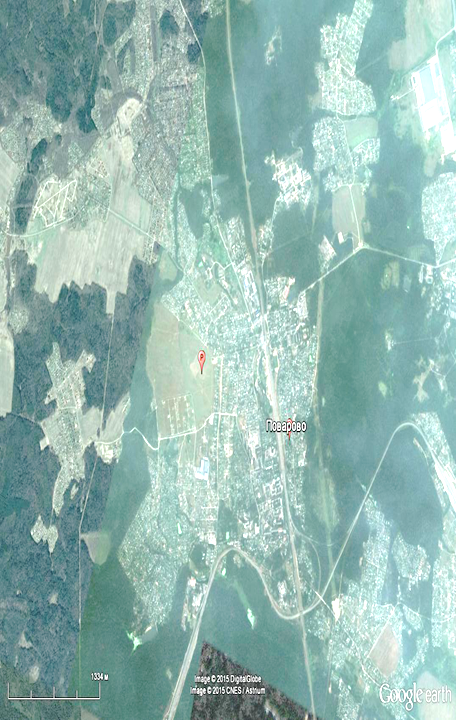 Поварово
1334 м
Image © 2015 DigitalGlobe
Image © 2015 CNES / Astrium
Google earth